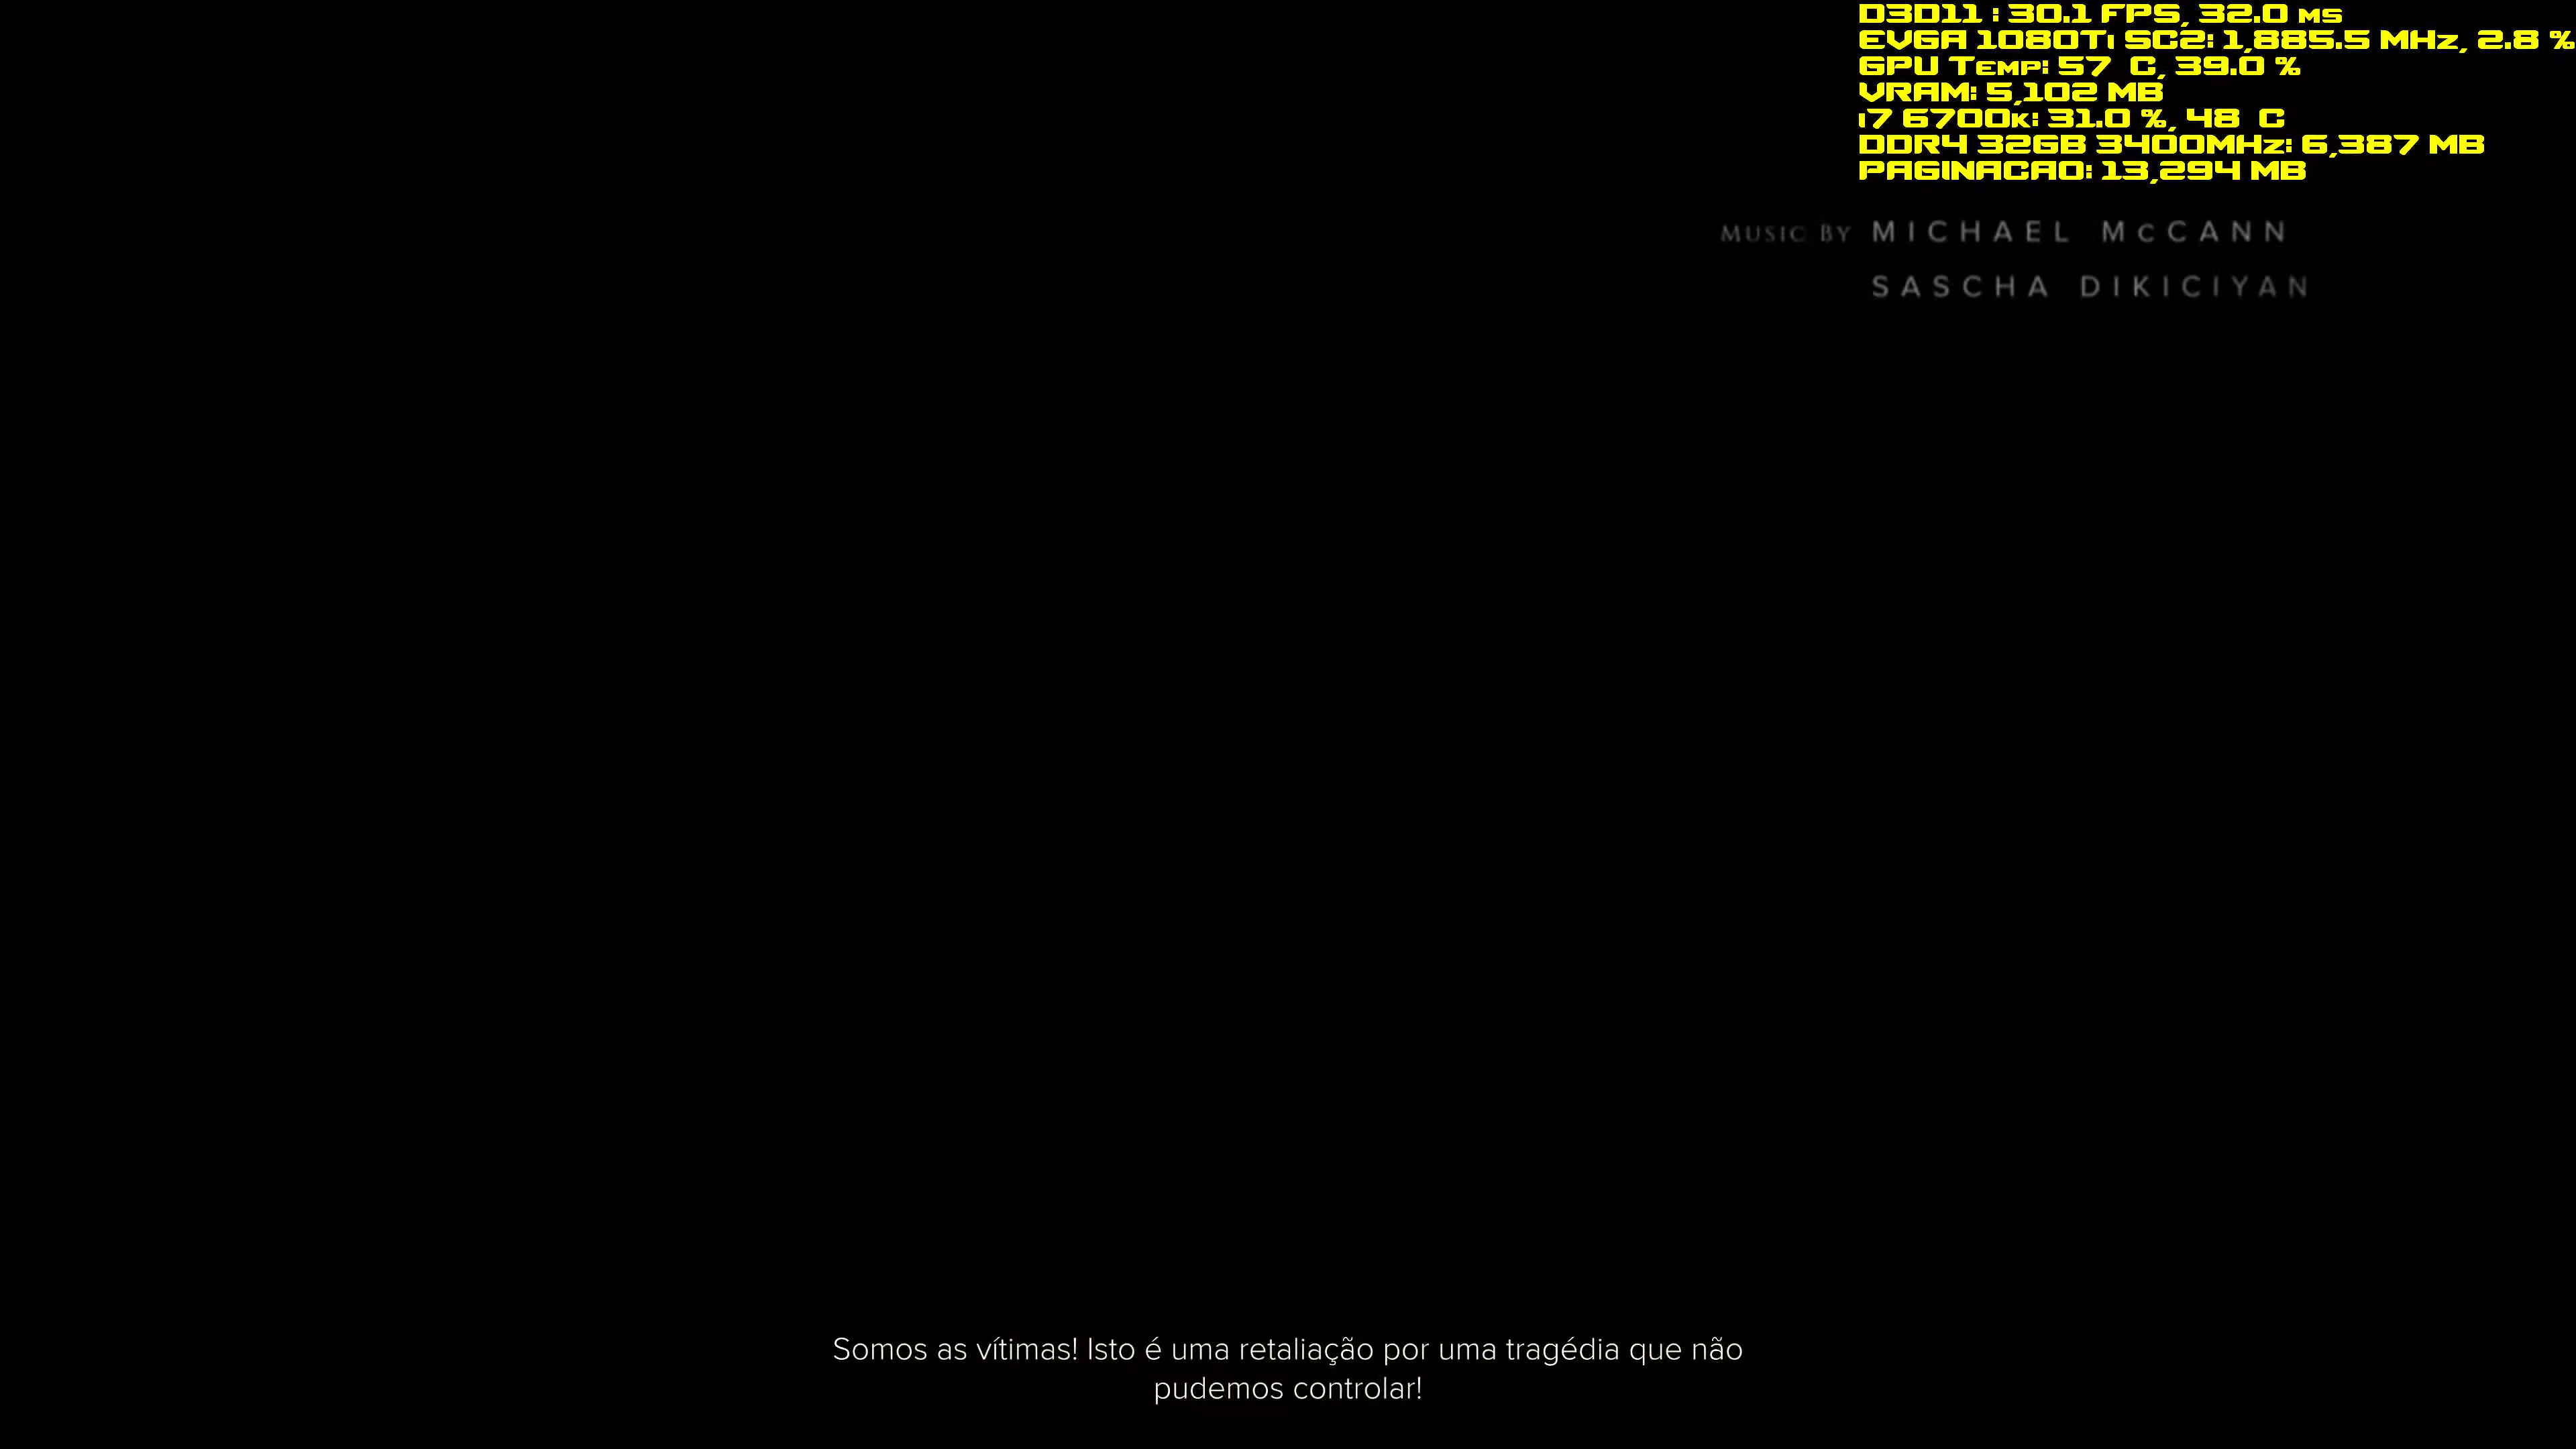 D3D11 : 30.1 FPS, 32.0 MS
EVGA 1080Ti SC2: 1,885.5 MHz, 2.8 %
GPU Temp: 57 C, 39.0 %
VRAM: 5,102 MB
i7 6700k: 31.0 %, 48 C
DDR4 32GB 3400MHz: 6,387 MB
PAGINACAO: 13,294 MB
MUSIC BY MICHAEL McCANN
SASCHA DIKICIYAN
Somos as vítimas! Isto é uma retaliação por uma tragédia que não
pudemos controlar!